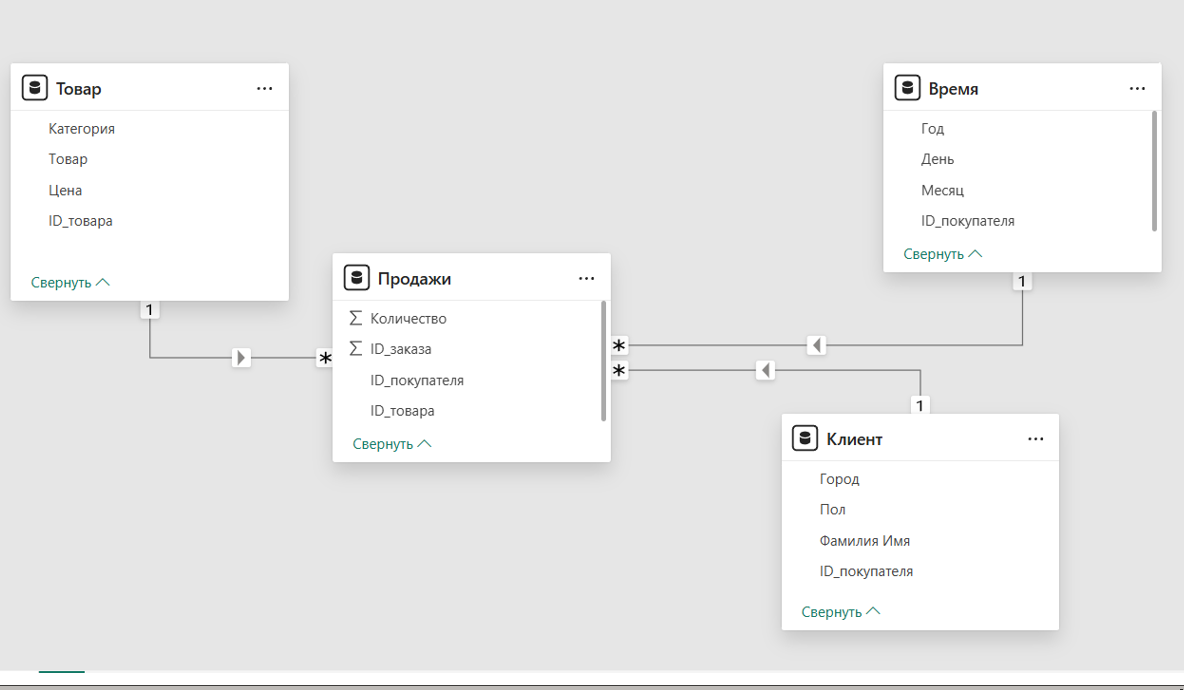 Товар
Категория
Товар
Цена
ID_товара
Свернуть
1
*
Продажи
Σ Количество
Σ ID_заказа
ID_покупателя
ID_товара
Свернуть
*
*
Время
Год
День
Месяц
ID_покупателя
Свернуть
1
1
Клиент
Город
Пол
Фамилия Имя
ID_покупателя
Свернуть